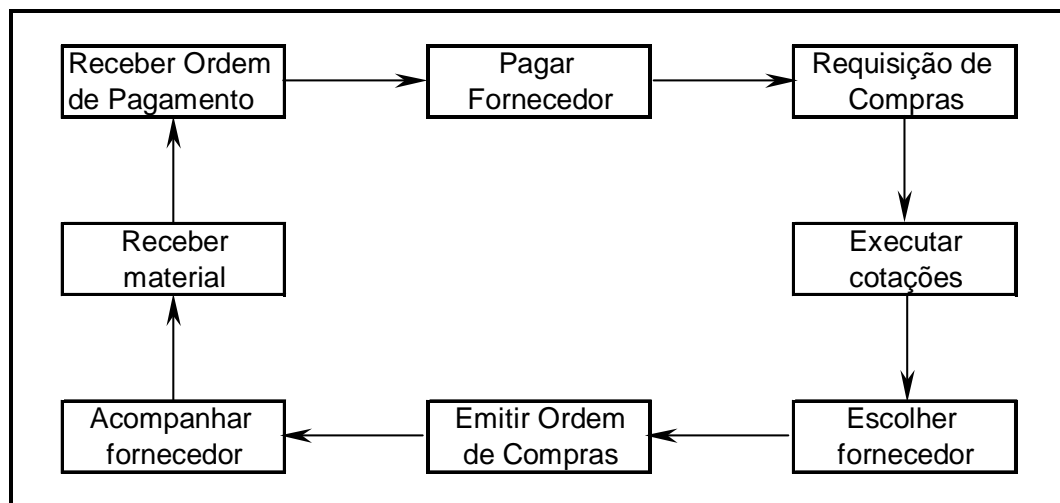 Receber Ordem
de Pagamento
Pagar
Fornecedor
Requisição de
Compras
Receber
material
Executar
cotações
Acompanhar
fornecedor
Emitir Ordem
de Compras
Escolher
fornecedor